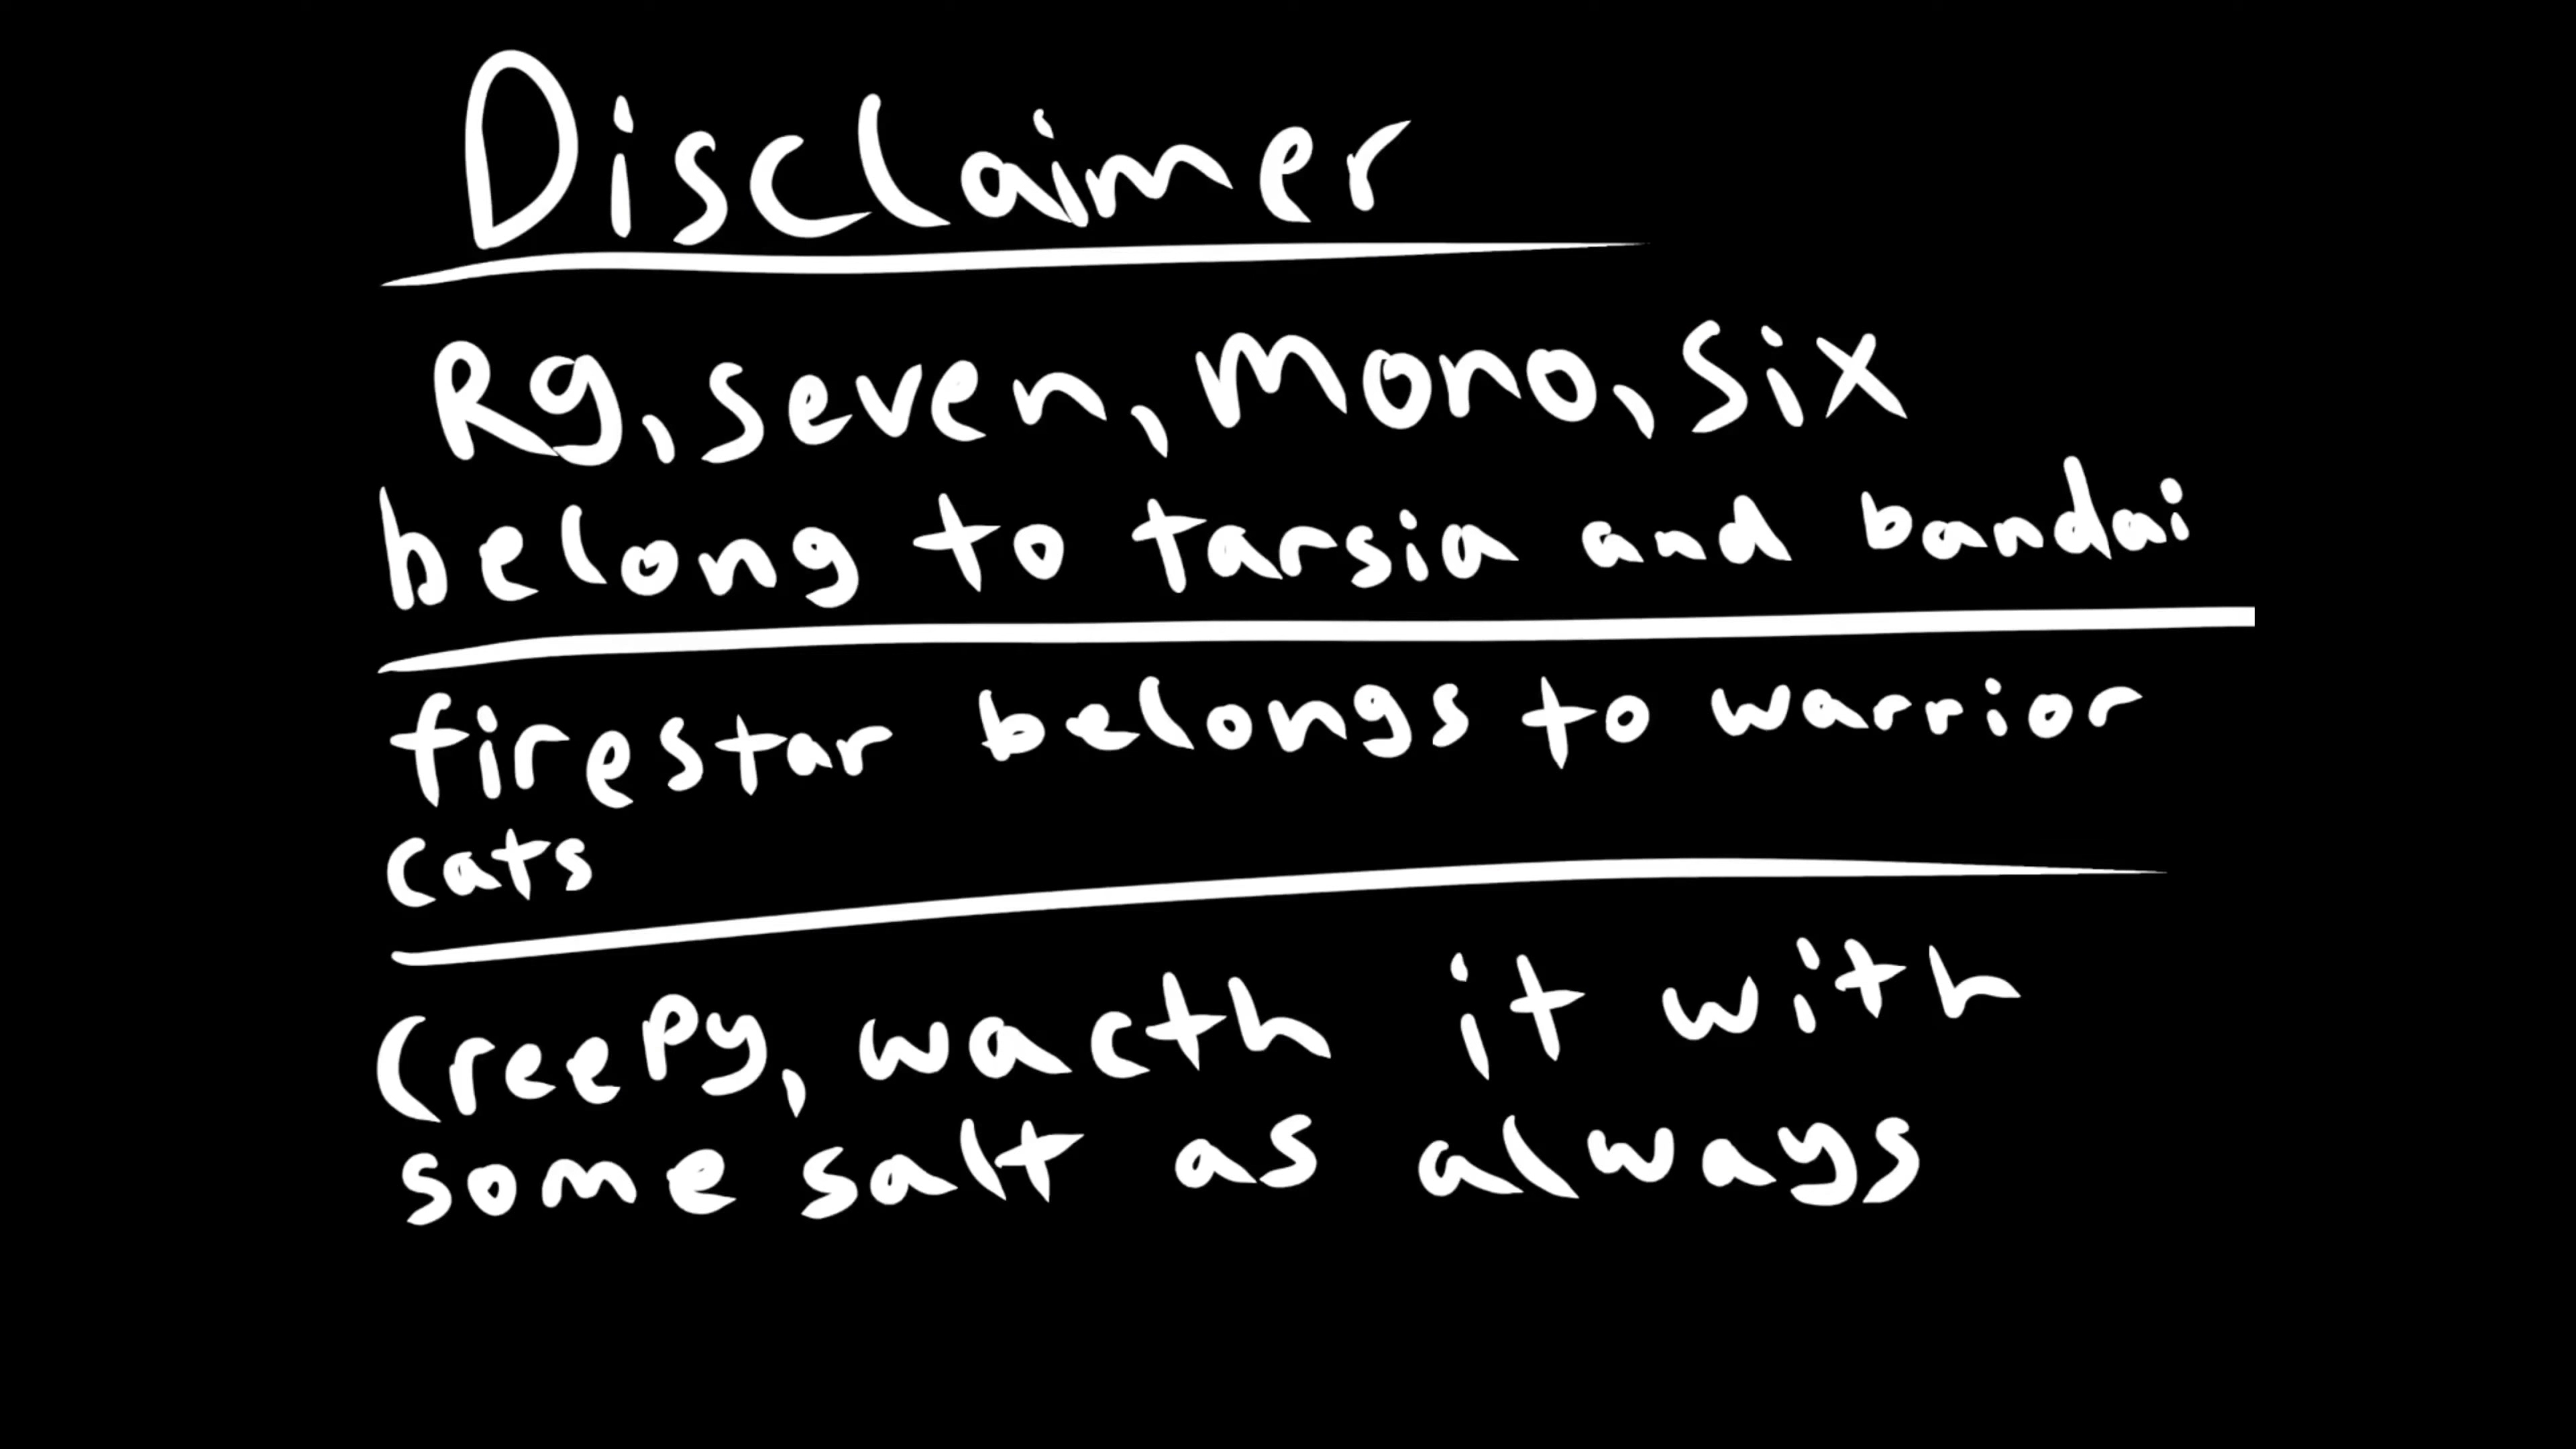 Disclaimer
Rg, seven, mono, six
belong to tarsia and bandai
firestar belongs to warrior
cats
Creepy, wacth it with
some salt as always